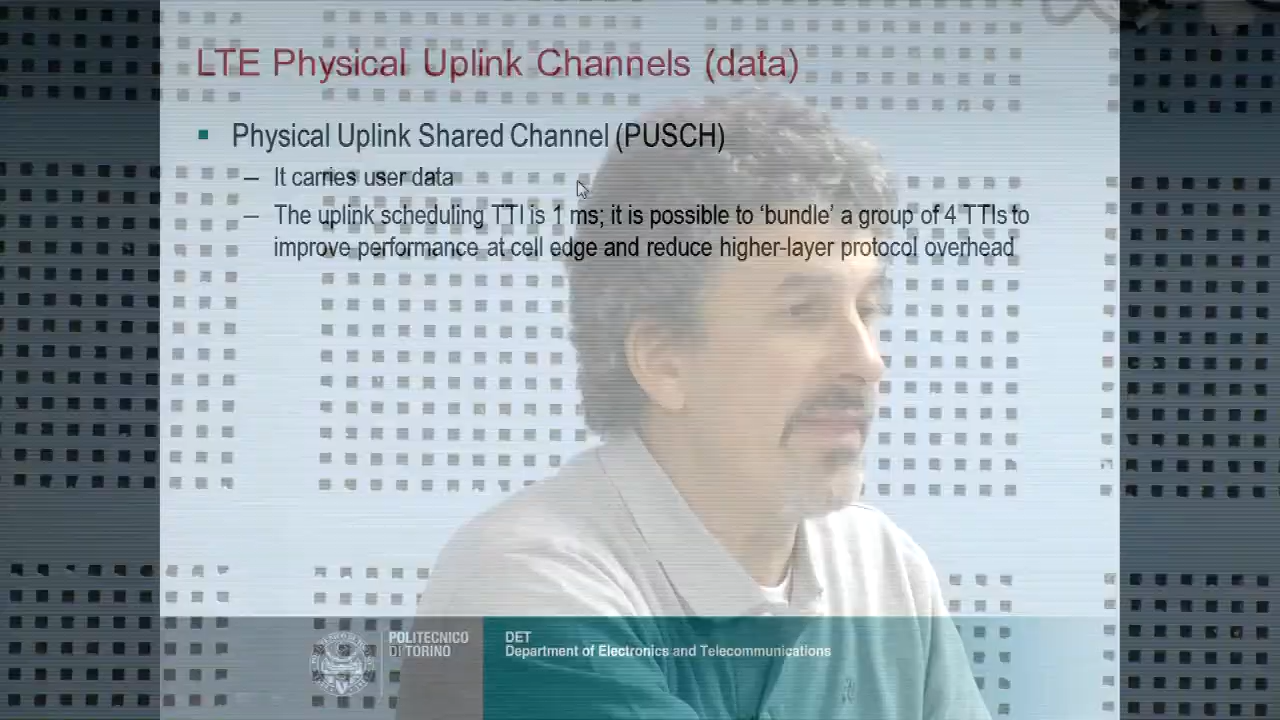 LTE Physical Uplink Channels (data)
Physical Uplink Shared Channel (PUSCH)
– It carries user data
– The uplink scheduling TTI is 1 ms; it is possible to ‘bundle’ a group of 4 TTIs to
improve performance at cell edge and reduce higher-layer protocol overhead
POLITECNICO
DI TORINO
DET
Department of Electronics and Telecommunications